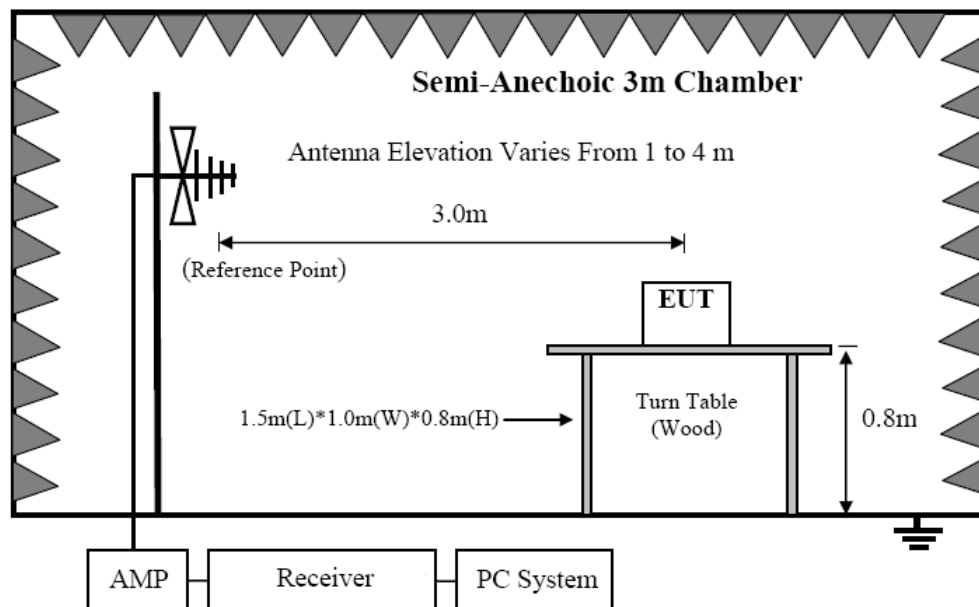 Semi-Anechoic 3m Chamber
Antenna Elevation Varies From 1 to 4 m
3.0m
(Reference Point)
EUT
1.5m(L)*1.0m(W)*0.8m(H)
Turn Table
(Wood)
0.8m
AMP
Receiver
PC System